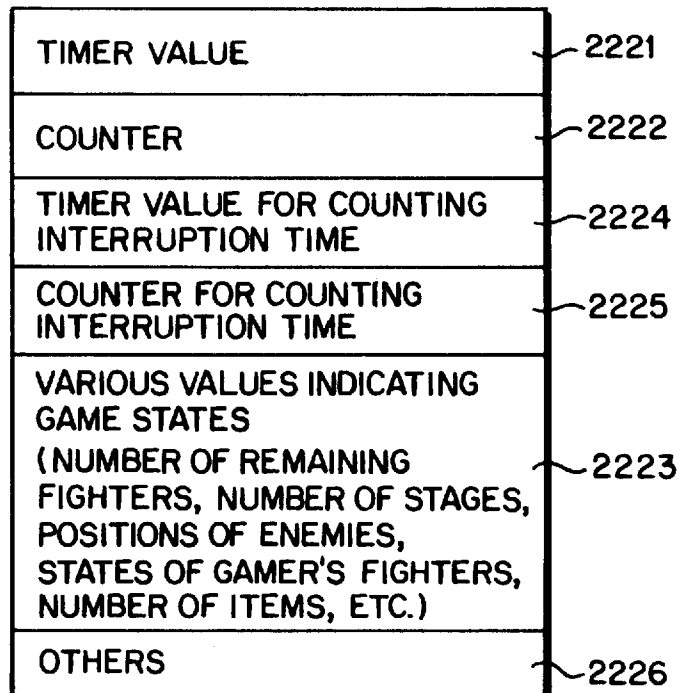 TIMER VALUE 2221
COUNTER 2222
TIMER VALUE FOR COUNTING
INTERRUPTION TIME 2224
COUNTER FOR COUNTING
INTERRUPTION TIME 2225
VARIOUS VALUES INDICATING
GAME STATES
(NUMBER OF REMAINING
FIGHTERS, NUMBER OF STAGES, 2223
POSITIONS OF ENEMIES,
STATES OF GAMER'S FIGHTERS,
NUMBER OF ITEMS, ETC.)
OTHERS 2226